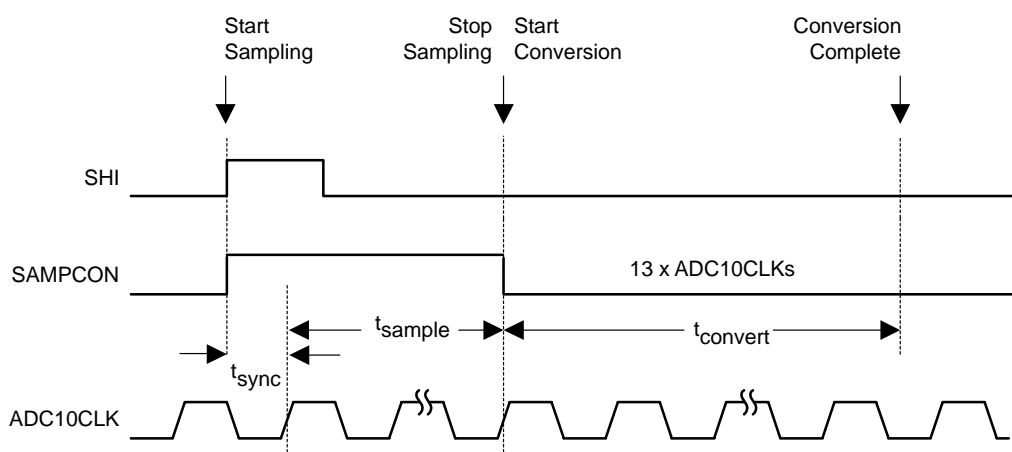 Start
Sampling
Stop
Sampling
Start
Conversion
Conversion
Complete
SHI
SAMPCON
13 x ADC10CLKs
tsample
tconvert
tsync
ADC10CLK